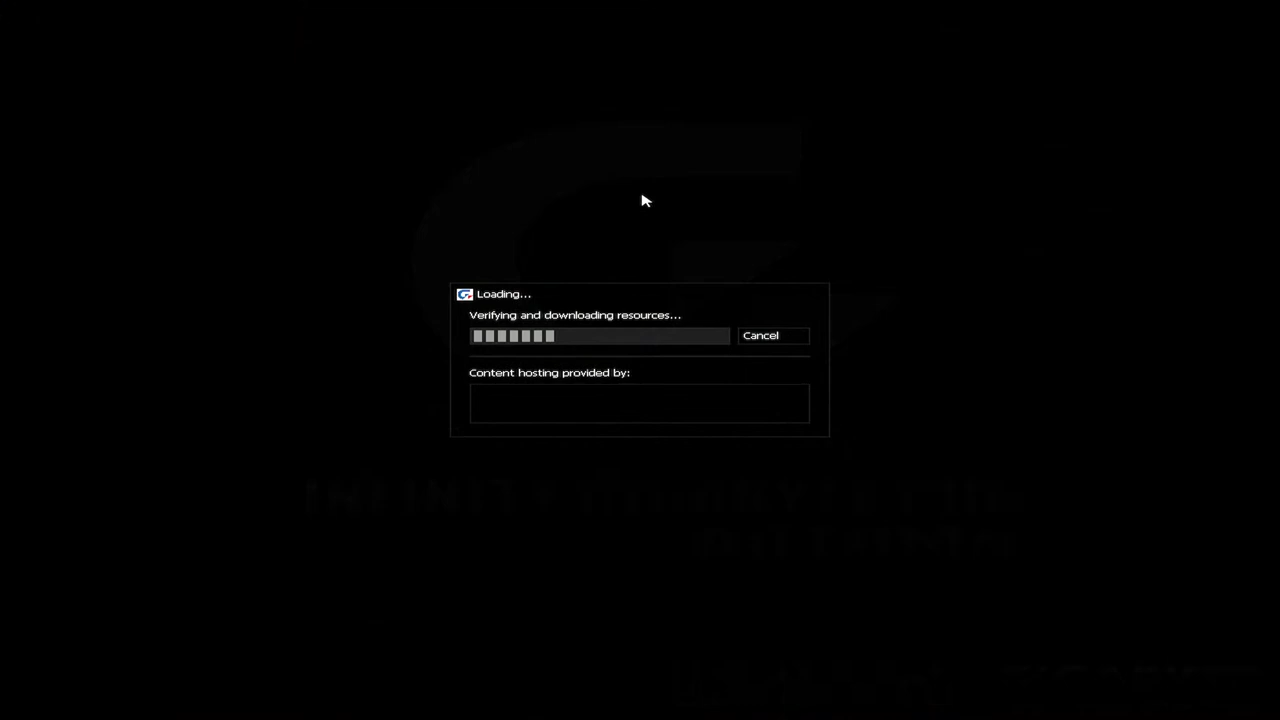 Loading...
Verifying and downloading resources...
Cancel
Content hosting provided by: